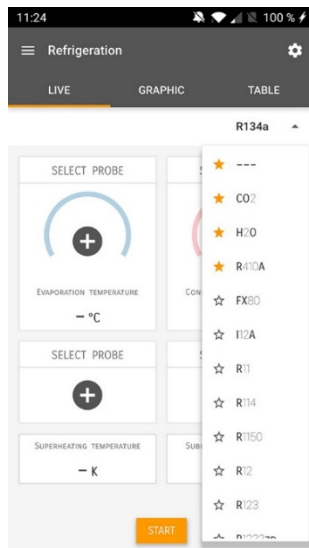 11:24
100 %
Refrigeration
LIVE GRAPHIC TABLE
R134a
SELECT PROBE
EVAPORATION TEMPERATURE
– °C
SELECT PROBE
SUPERHEATING TEMPERATURE
– K
START
---
CO2
H2O
R410A
FX80
I12A
R11
R114
R1150
R12
R123